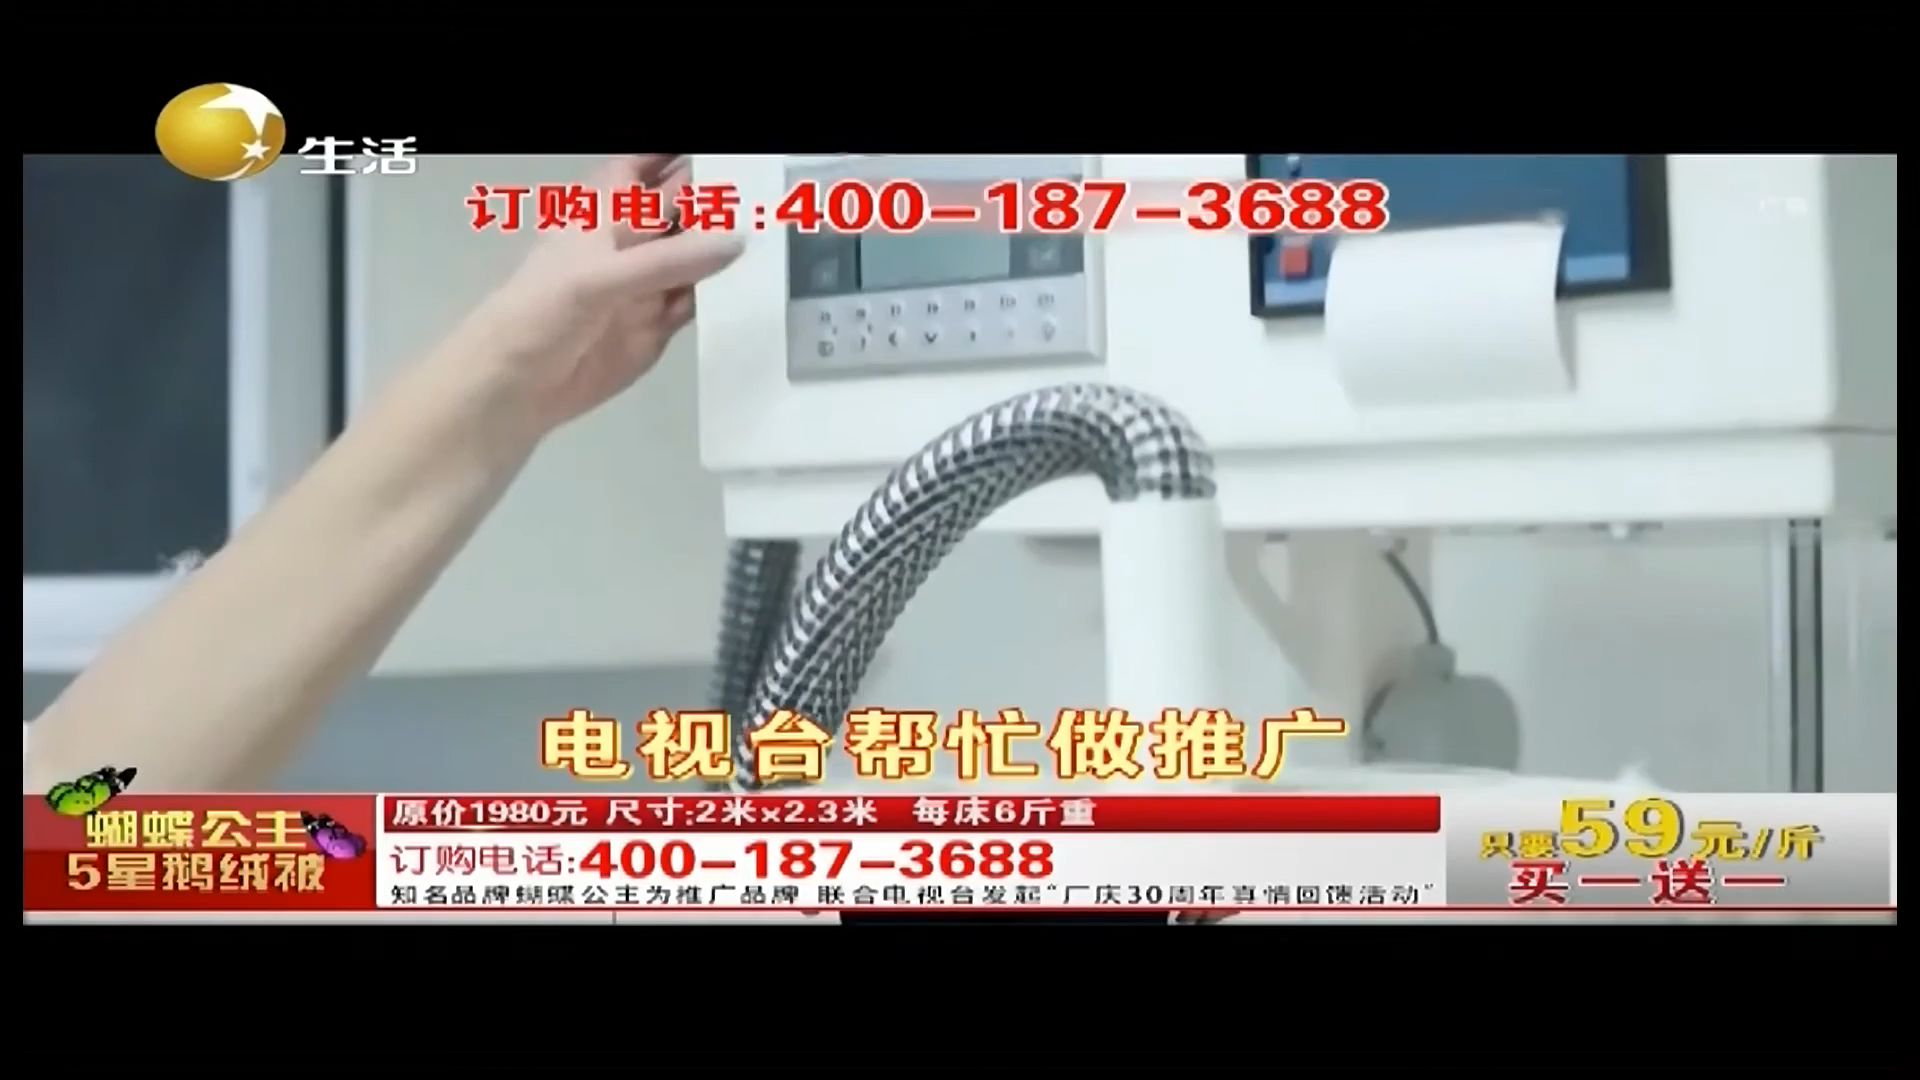 生活
订购电话:400-187-3688
电视台帮忙做推广
蝴蝶公主
5星鹅绒被
原价1980元 尺寸:2米×2.3米 每床6斤重
订购电话:400-187-3688
知名品牌蝴蝶公主为推广品牌 联合电视台发起“厂庆30周年真情回馈活动”
只要59元/斤
买一送一